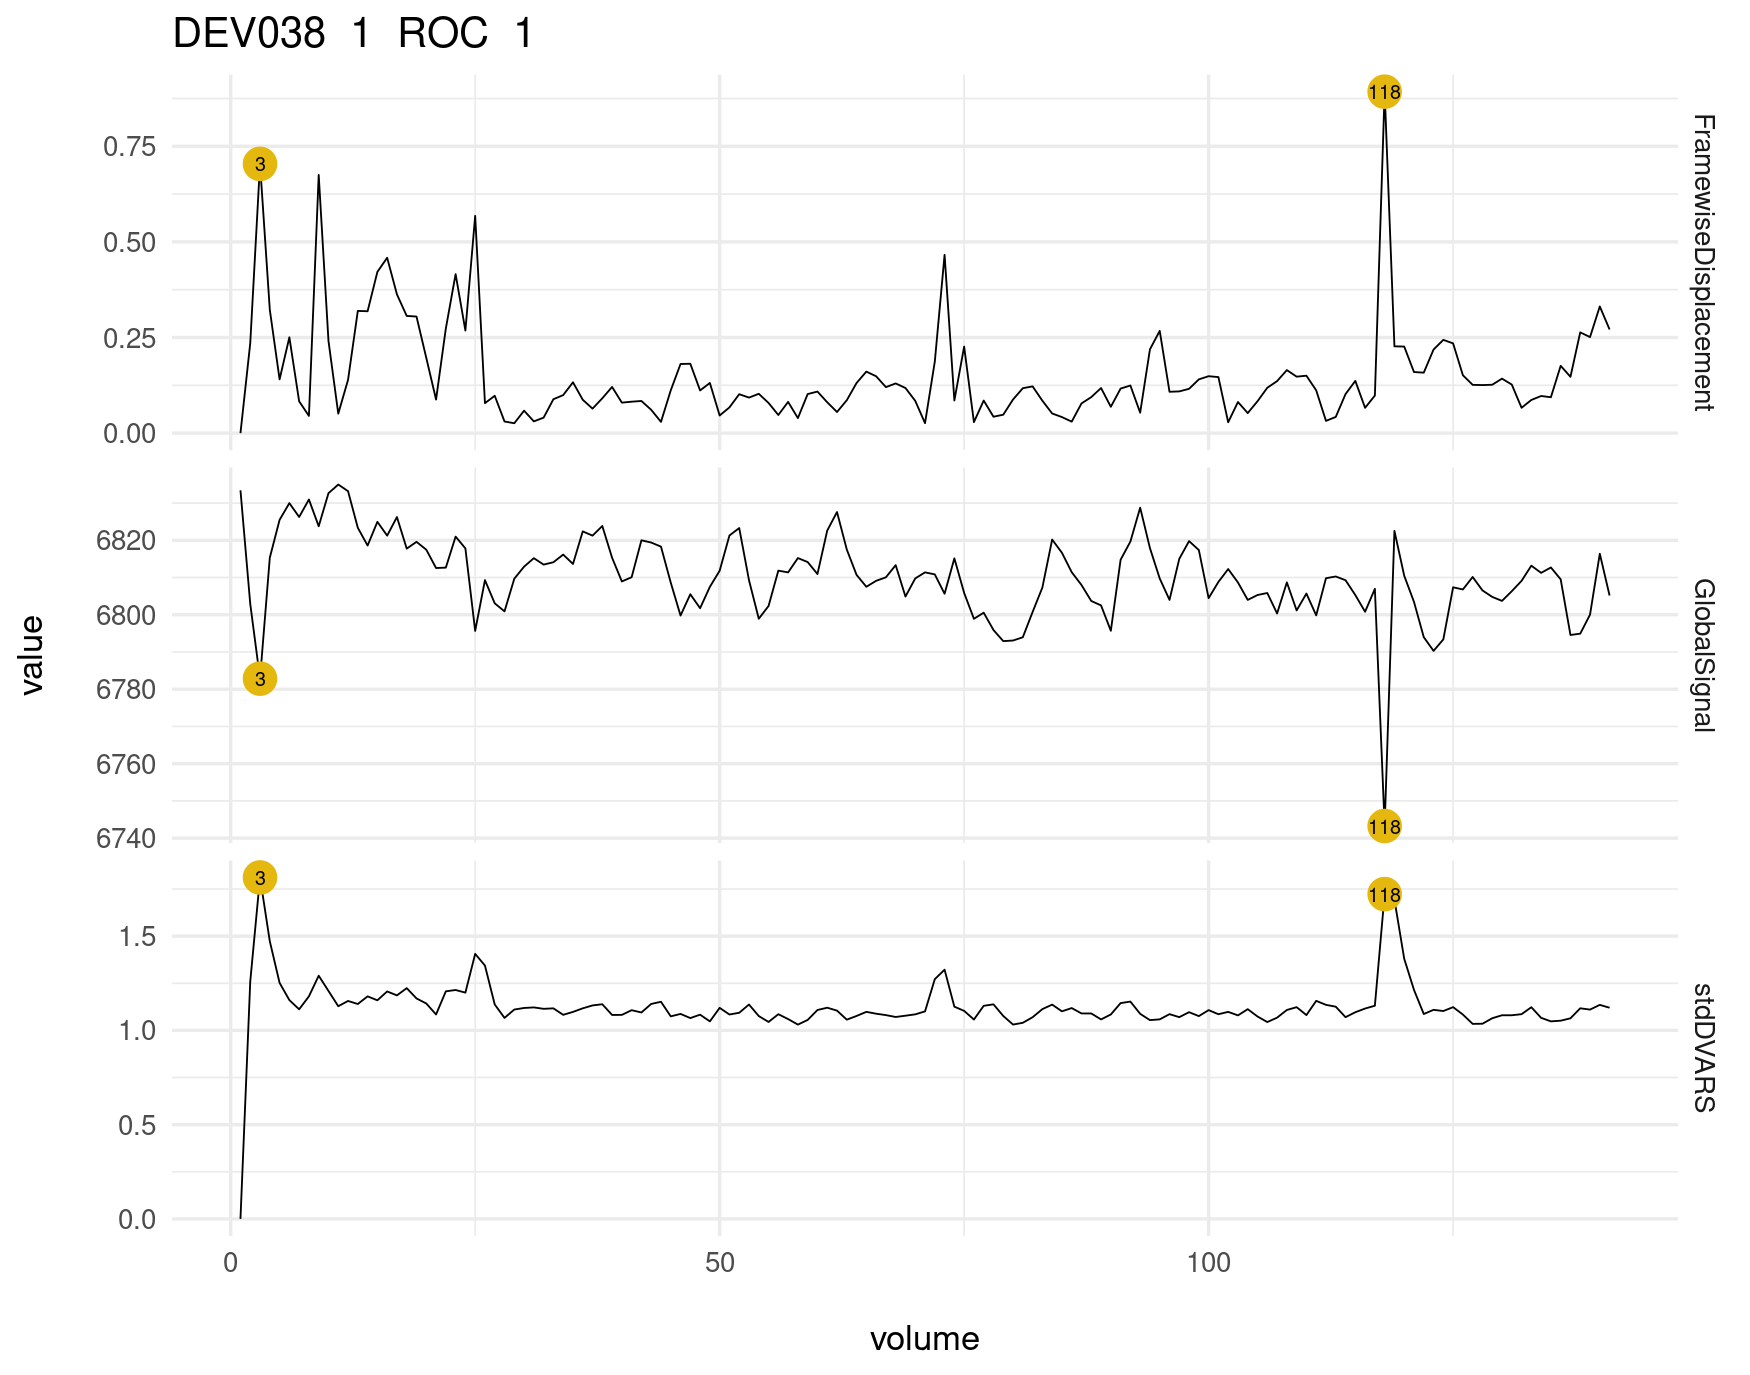 DEV038 1 ROC 1
118
0.75
3
0.50
0.25
0.00
FramewiseDisplacement
6820
6800
6780
3
6760
6740
118
GlobalSignal
value
3
118
1.5
1.0
0.5
0.0
stdDVARS
0 50 100
volume